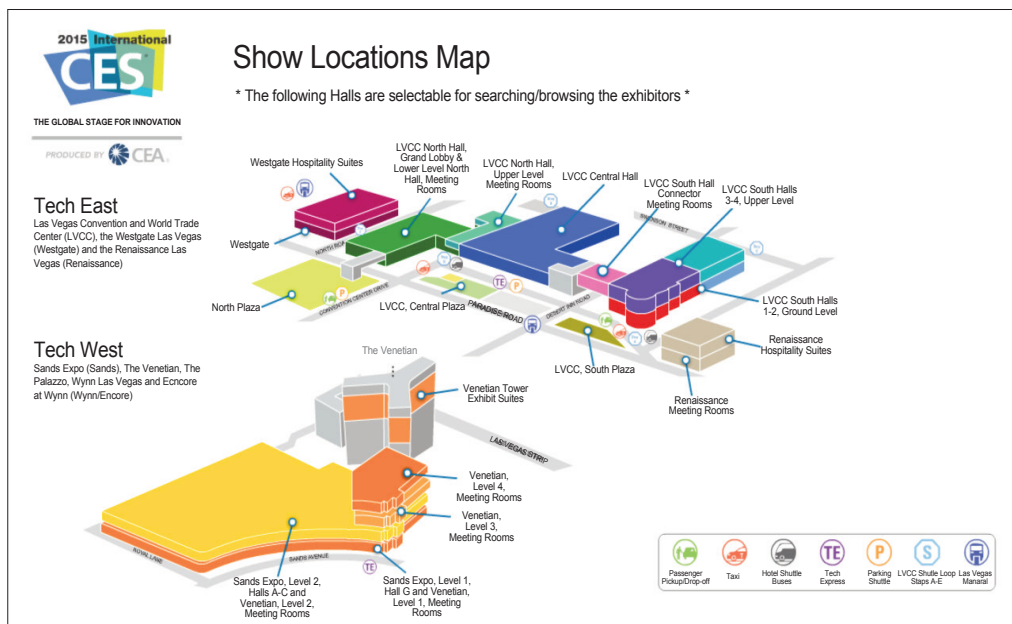 2015 International
CES
THE GLOBAL STAGE FOR INNOVATION
PRODUCED BY CEA
Show Locations Map
* The following Halls are selectable for searching/browsing the exhibitors *
Tech East
Las Vegas Convention and World Trade
Center (LVCC), the Westgate Las Vegas
(Westgate) and the Renaissance Las
Vegas (Renaissance)
Westgate Hospitality Suites
LVCC North Hall,
Grand Lobby &
Lower Level North
Hall, Meeting
Rooms
LVCC North Hall,
Upper Level
Meeting Rooms
LVCC Central Hall
LVCC South Hall
Connector
Meeting Rooms
LVCC South Halls
3-4, Upper Level
SWENSON STREET
Westgate
NORTH ROA
North Plaza
CONVENTION CENTER DRIVE
LVCC, Central Plaza
TE
P
PARADISE ROAD
DESERT INN ROAD
LVCC South Halls
1-2, Ground Level
P
LVCC, South Plaza
Renaissance
Hospitality Suites
Renaissance
Meeting Rooms
Tech West
Sands Expo (Sands), The Venetian, The
Palazzo, Wynn Las Vegas and Ecncore
at Wynn (Wynn/Encore)
The Venetian
Venetian Tower
Exhibit Suites
LAS VEGAS STRIP
Venetian,
Level 4,
Meeting Rooms
Venetian,
Level 3,
Meeting Rooms
ROYAL LANE
SANDS AVENUE
TE
Sands Expo, Level 2,
Halls A-C and
Venetian, Level 2,
Meeting Rooms
Sands Expo, Level 1,
Hall G and Venetian,
Level 1, Meeting
Rooms
TE
P
S
Passenger
Pickup/Drop-off
Taxi
Hotel Shuttle
Buses
Tech
Express
Parking
Shuttle
LVCC Shutle Loop
Staps A-E
Las Vegas
Manaral